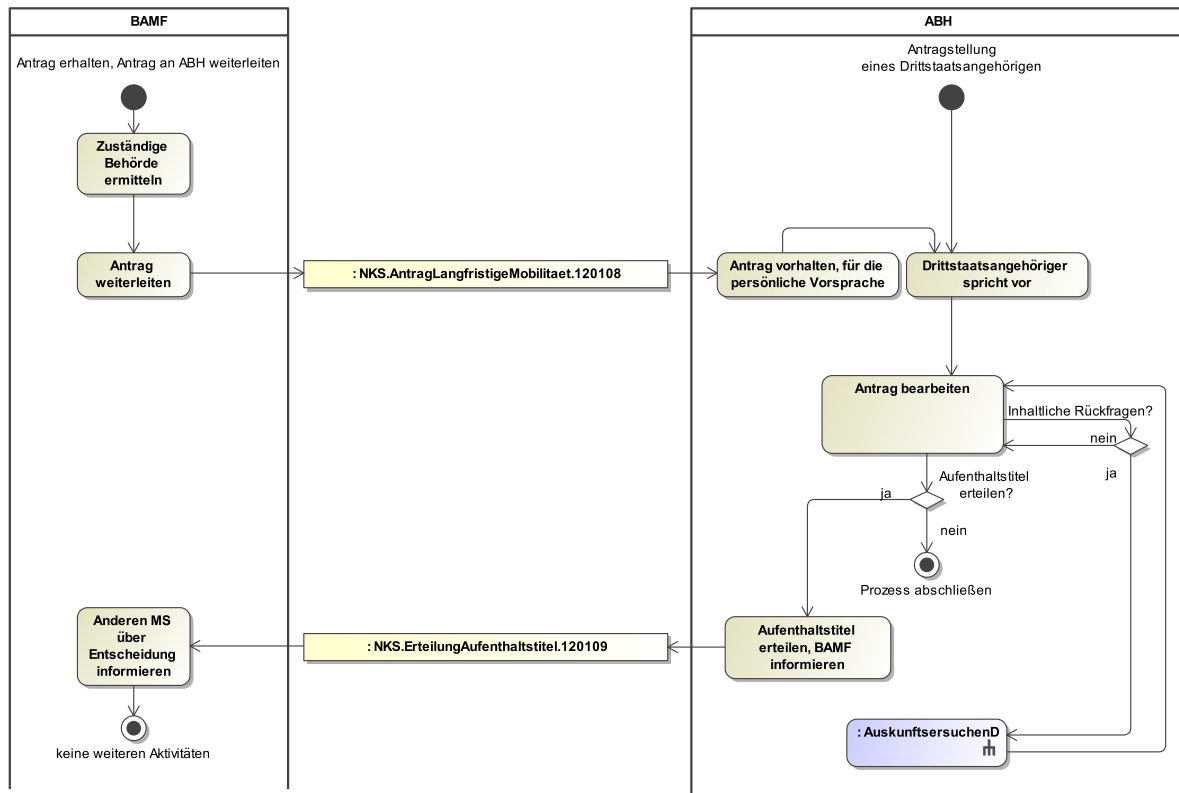 BAMF
ABH
Antrag erhalten, Antrag an ABH weiterleiten
Antragstellung
eines Drittstaatsangehörigen
Zuständige
Behörde
ermitteln
Antrag
weiterleiten
: NKS.AntragLangfristigeMobilitaet.120108
Antrag vorhalten, für die
persönliche Vorsprache
Drittstaatsangehöriger
spricht vor
Antrag bearbeiten
Inhaltliche Rückfragen?
nein
ja
Aufenthaltstitel
erteilen?
ja
nein
Prozess abschließen
Anderen MS
über
Entscheidung
informieren
: NKS.ErteilungAufenthaltstitel.120109
Aufenthaltstitel
erteilen, BAMF
informieren
keine weiteren Aktivitäten
: AuskunftsersuchenD